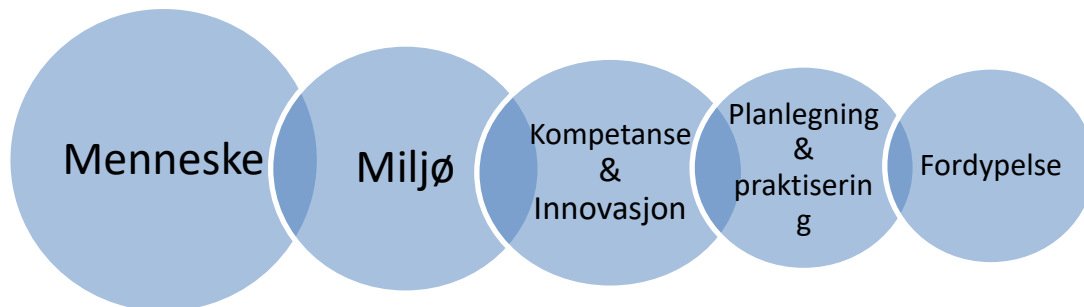 Menneske
Miljø
Kompetanse
&
Innovasjon
Planlegning
&
praktiserin
g
Fordypelse